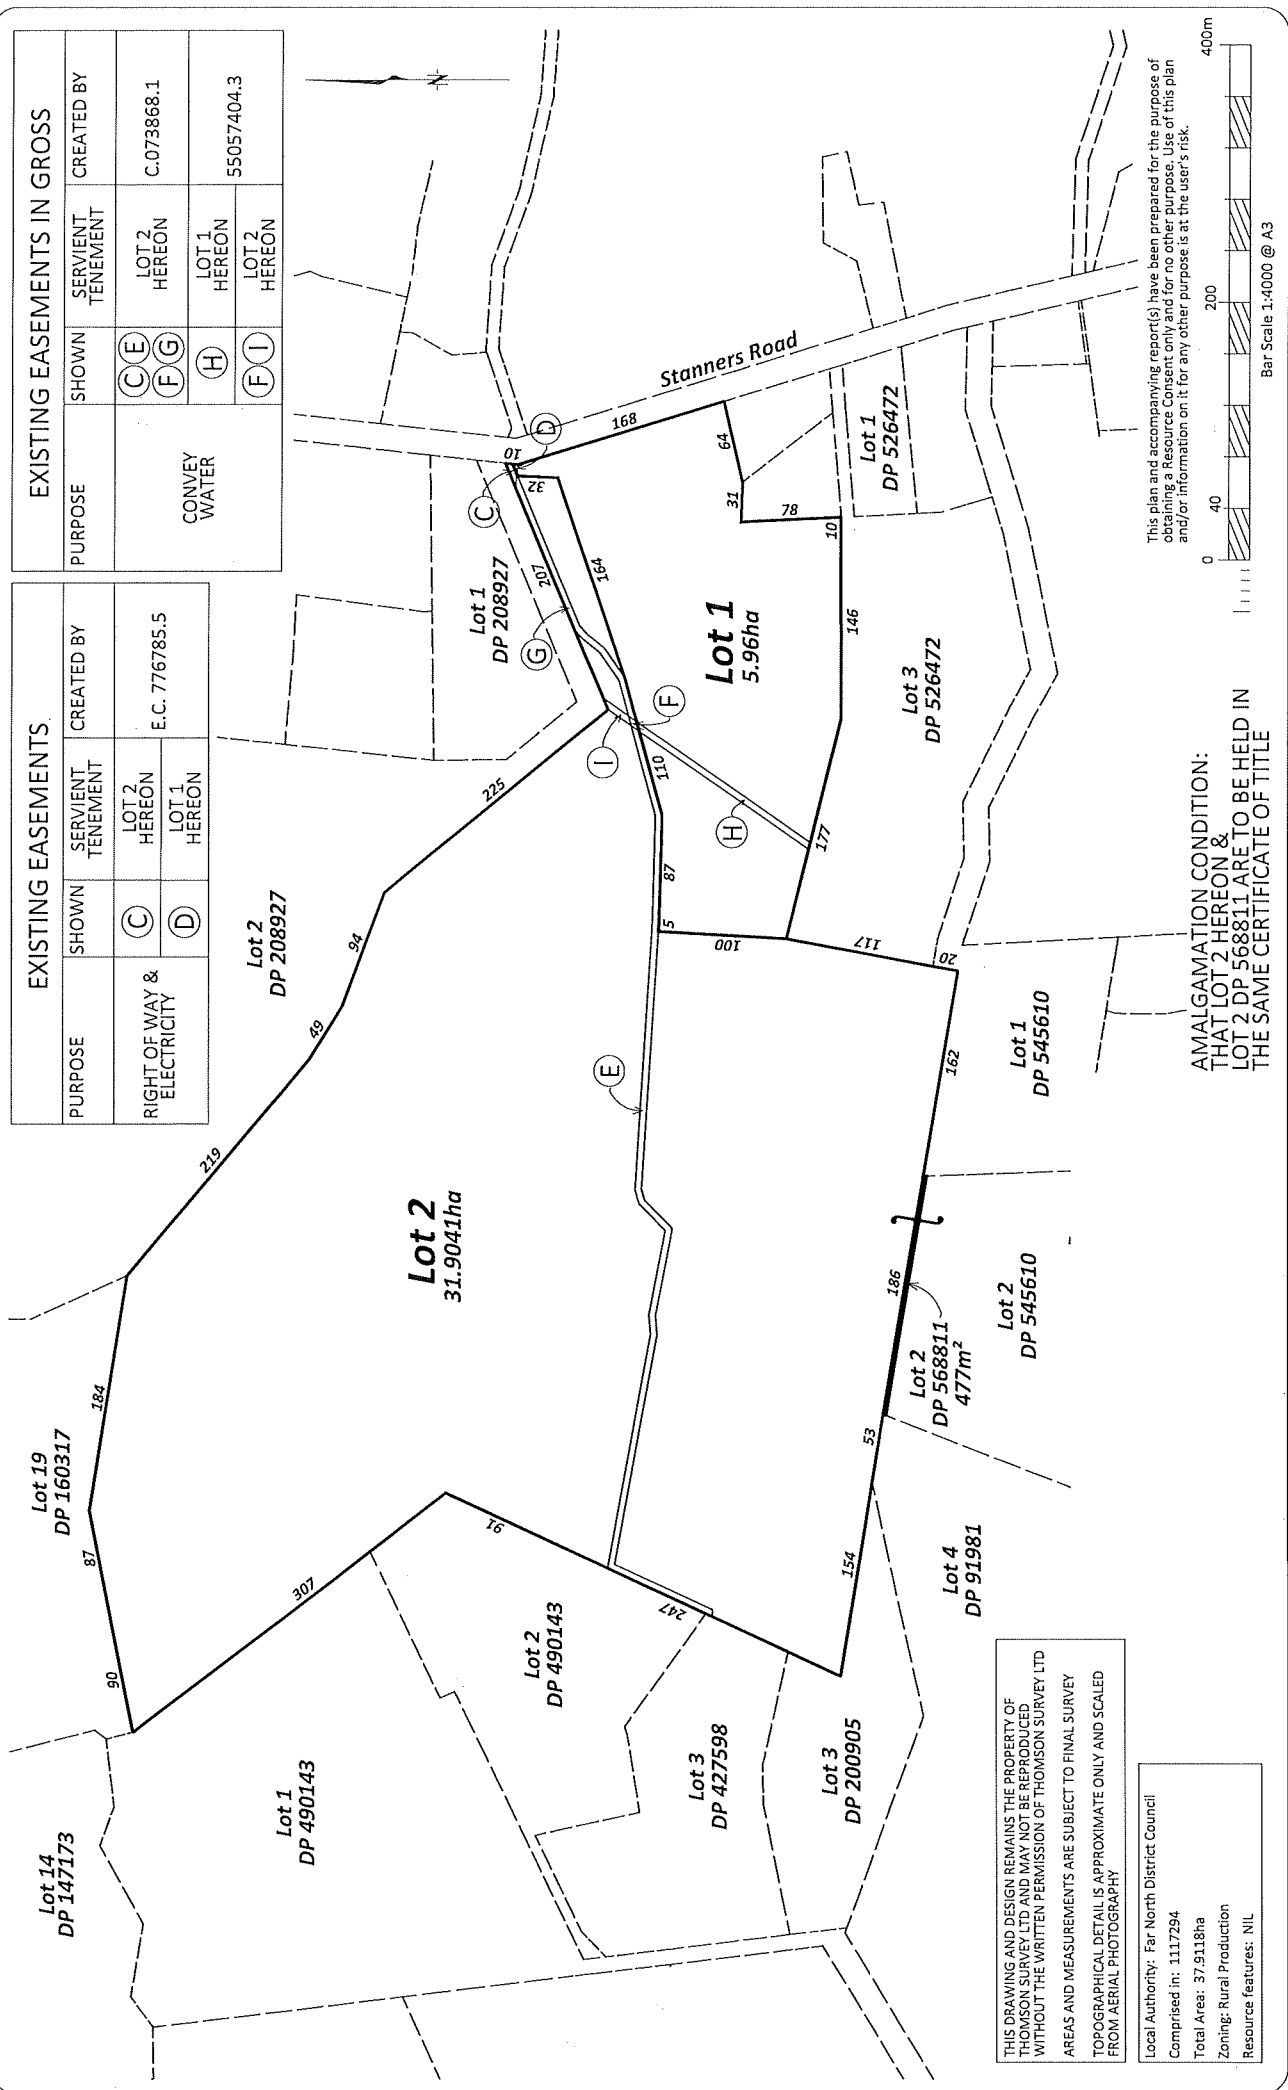 EXISTING EASEMENTS
PURPOSE
SHOWN
SERVIENT
TENEMENT
CREATED BY
RIGHT OF WAY &
ELECTRICITY
C
LOT 2
HEREON
E.C. 776785.5
D
LOT 1
HEREON
EXISTING EASEMENTS IN GROSS
PURPOSE
SHOWN
SERVIENT
TENEMENT
CREATED BY
CONVEY
WATER
C E
F G
LOT 2
HEREON
C.073868.1
H
LOT 1
HEREON
55057404.3
F I
LOT 2
HEREON
N
Lot 14
DP 147173
Lot 19
DP 160317
90
87
184
219
49
94
225
Lot 2
DP 208927
Lot 1
DP 208927
207
10
C
D
G
32
164
168
Stanners Road
64
31
78
10
146
177
Lot 1
5.96ha
Lot 1
DP 526472
Lot 3
DP 526472
I
F
H
110
87
5
100
117
20
E
Lot 2
31.9041ha
307
91
247
154
53
186
162
Lot 1
DP 490143
Lot 2
DP 490143
Lot 3
DP 427598
Lot 3
DP 200905
Lot 4
DP 91981
Lot 2
DP 568811
477m²
Lot 2
DP 545610
Lot 1
DP 545610
AMALGAMATION CONDITION:
THAT LOT 2 HEREON &
LOT 2 DP 568811 ARE TO BE HELD IN
THE SAME CERTIFICATE OF TITLE
THIS DRAWING AND DESIGN REMAINS THE PROPERTY OF
THOMSON SURVEY LTD AND MAY NOT BE REPRODUCED
WITHOUT THE WRITTEN PERMISSION OF THOMSON SURVEY LTD
AREAS AND MEASUREMENTS ARE SUBJECT TO FINAL SURVEY
TOPOGRAPHICAL DETAIL IS APPROXIMATE ONLY AND SCALED
FROM AERIAL PHOTOGRAPHY
Local Authority: Far North District Council
Comprised in: 1117294
Total Area: 37.9118ha
Zoning: Rural Production
Resource features: NIL
This plan and accompanying report(s) have been prepared for the purpose of
obtaining a Resource Consent only and for no other purpose. Use of this plan
and/or information on it for any other purpose is at the user's risk.
0 40 200 400m
Bar Scale 1:4000 @ A3